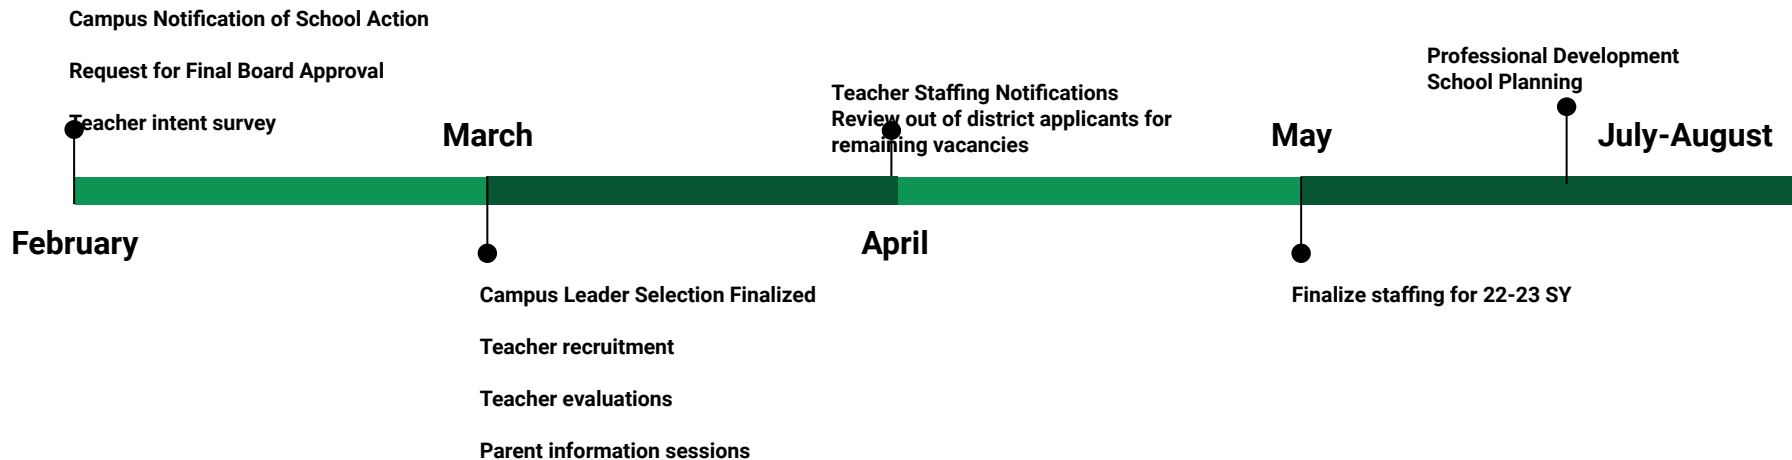 Campus Notification of School Action
Request for Final Board Approval
Teacher intent survey
February
March
Campus Leader Selection Finalized
Teacher recruitment
Teacher evaluations
Parent information sessions
Teacher Staffing Notifications
Review out of district applicants for
remaining vacancies
April
May
Finalize staffing for 22-23 SY
Professional Development
School Planning
July-August